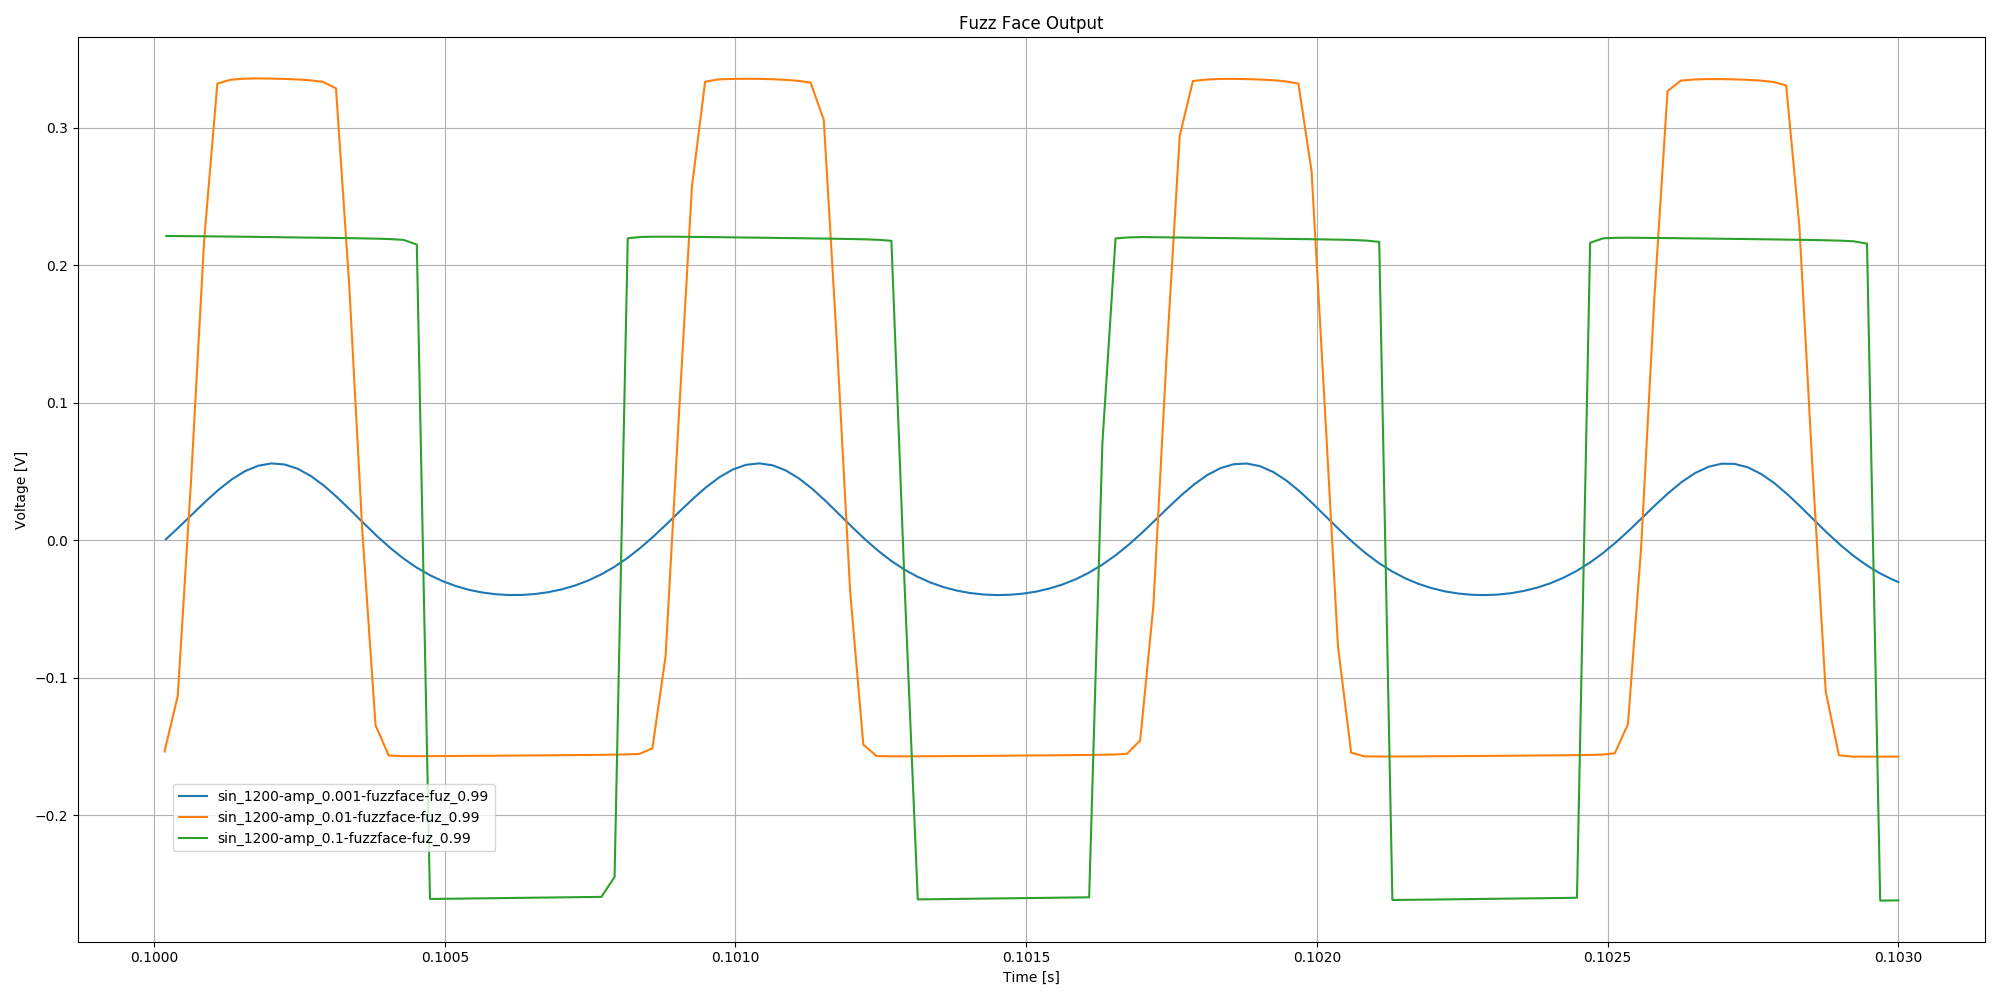 Fuzz Face Output
Voltage [V]
0.3
0.2
0.1
0.0
−0.1
−0.2
sin_1200-amp_0.001-fuzzface-fuz_0.99
sin_1200-amp_0.01-fuzzface-fuz_0.99
sin_1200-amp_0.1-fuzzface-fuz_0.99
0.1000 0.1005 0.1010 0.1015 0.1020 0.1025 0.1030
Time [s]